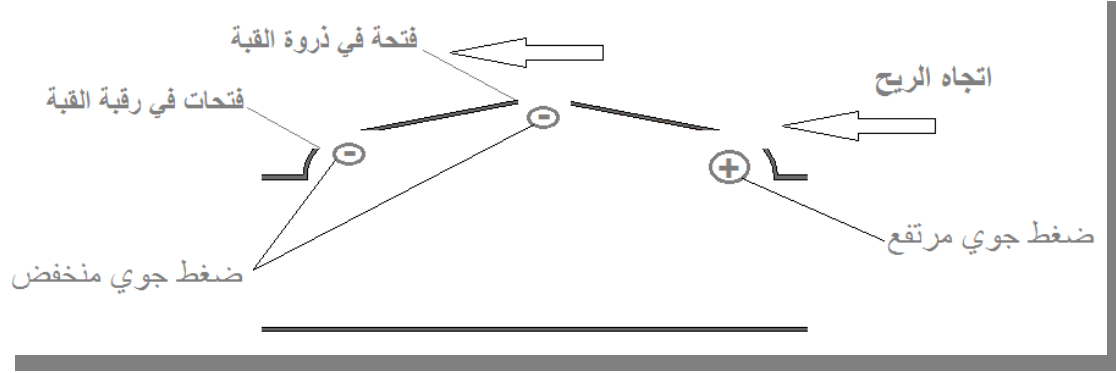 فتحة في ذروة القبة
اتجاه الريح
فتحات في رقبة القبة
ضغط جوي مرتفع
ضغط جوي منخفض